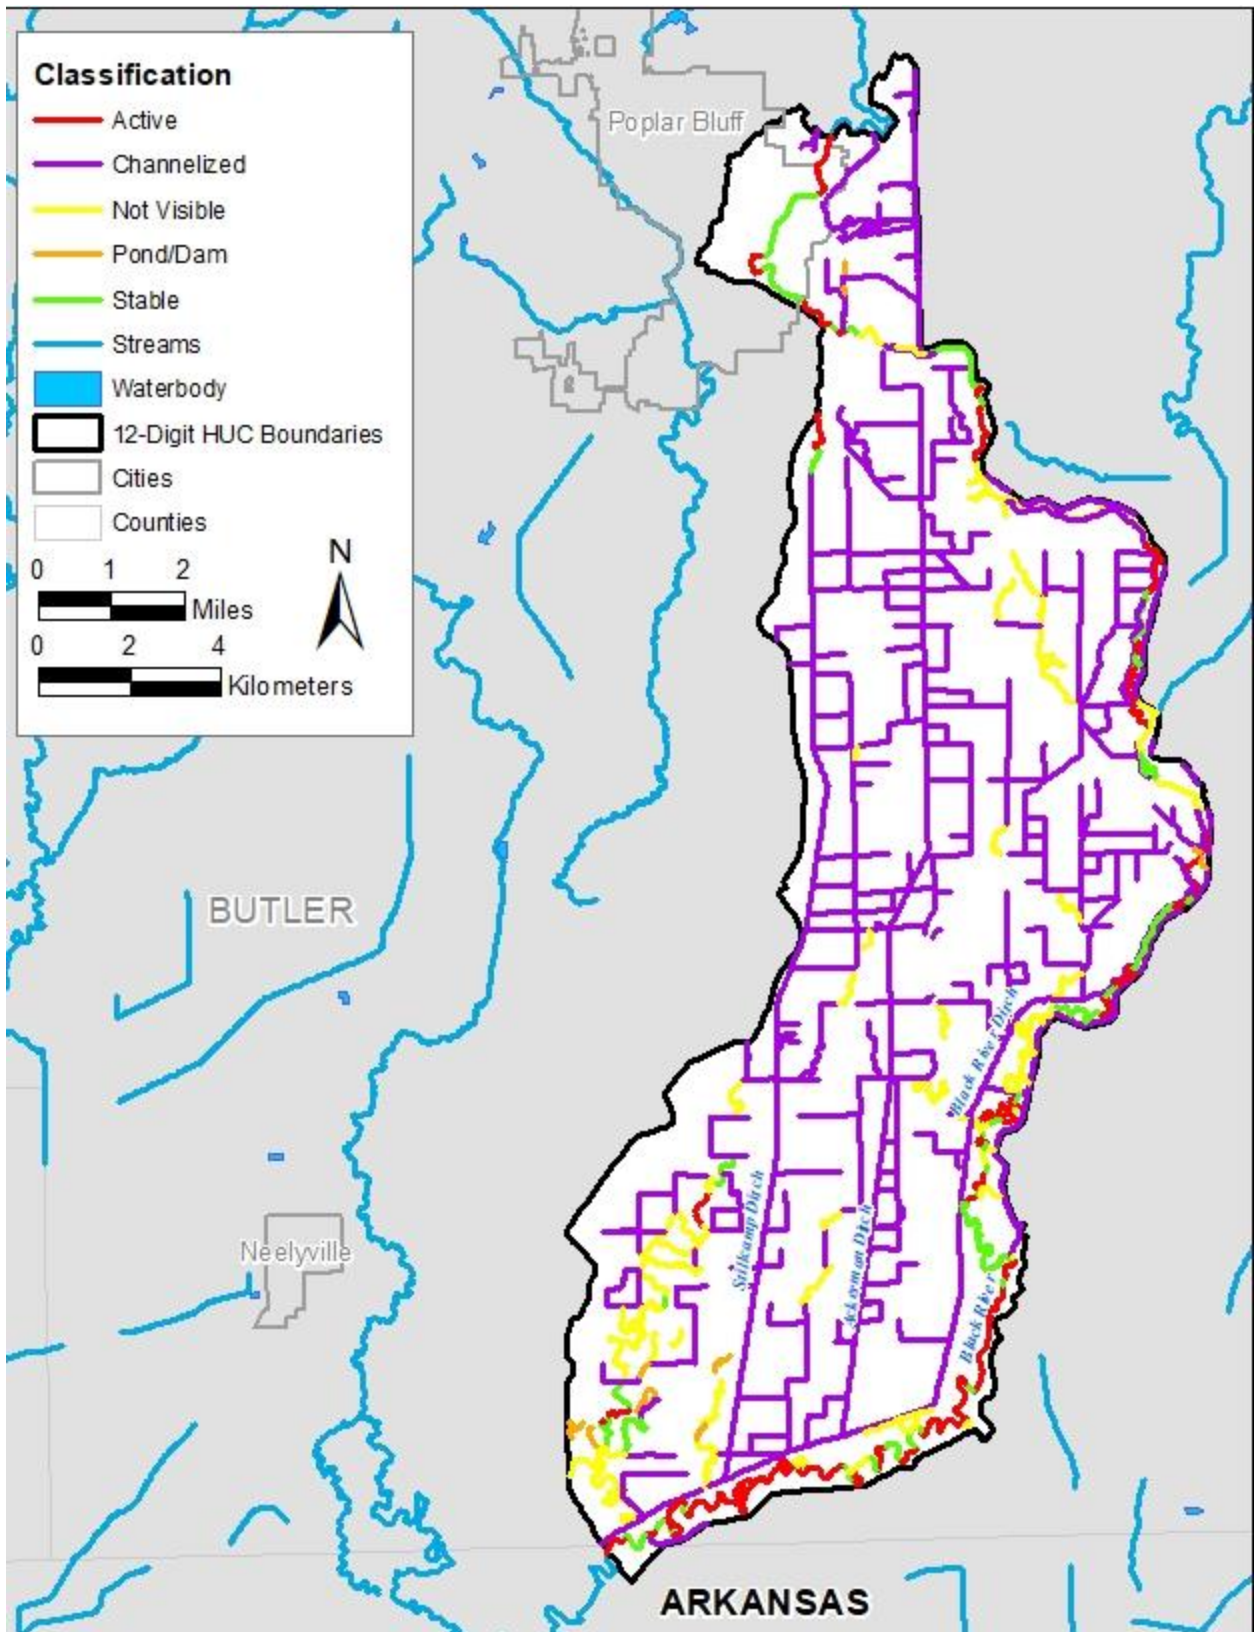 Classification
Active
Channelized
Not Visible
Pond/Dam
Stable
Streams
Waterbody
12-Digit HUC Boundaries
Cities
Counties
0 1 2
Miles
0 2 4
Kilometers
N
Poplar Bluff
BUTLER
Neelyville
Black River Ditch
Ditch
Ackerman Ditch
Black River
ARKANSAS